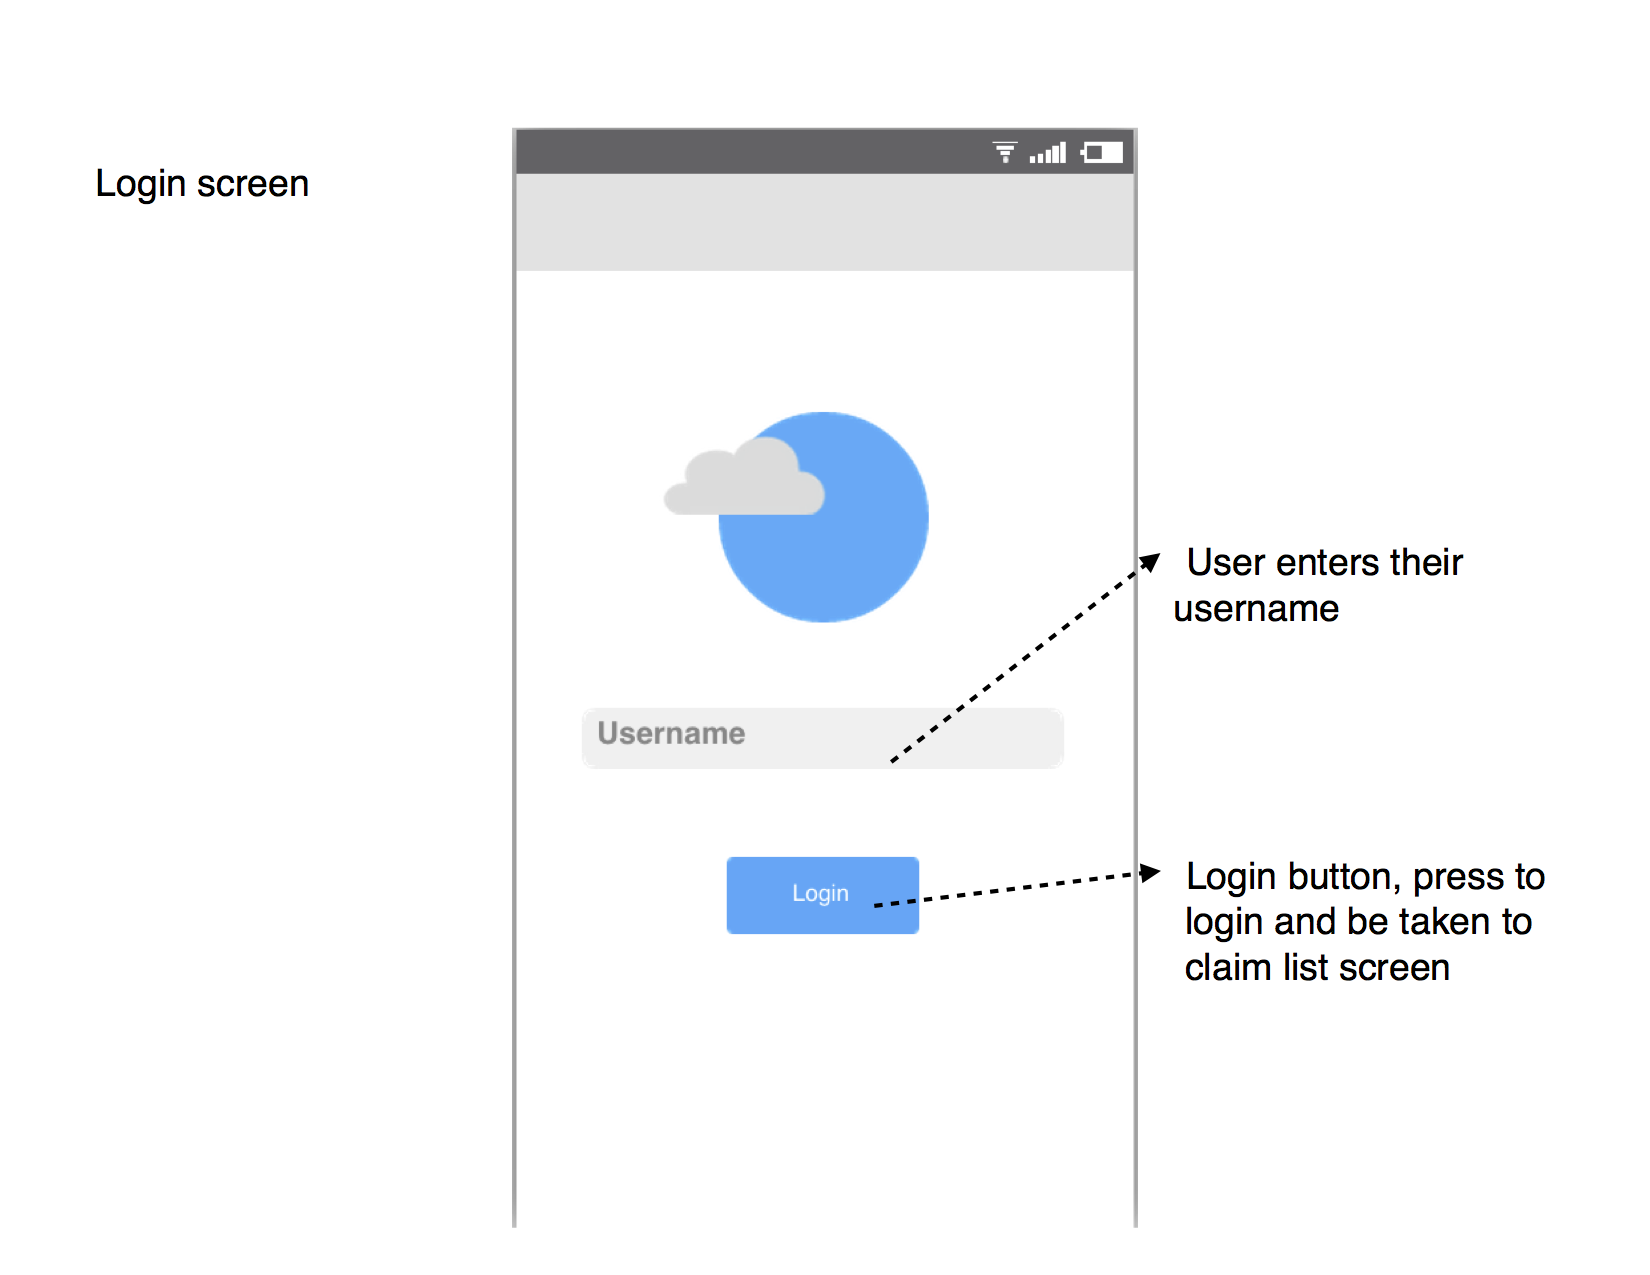 Login screen
User enters their
username
Username
Login
Login button, press to
login and be taken to
claim list screen